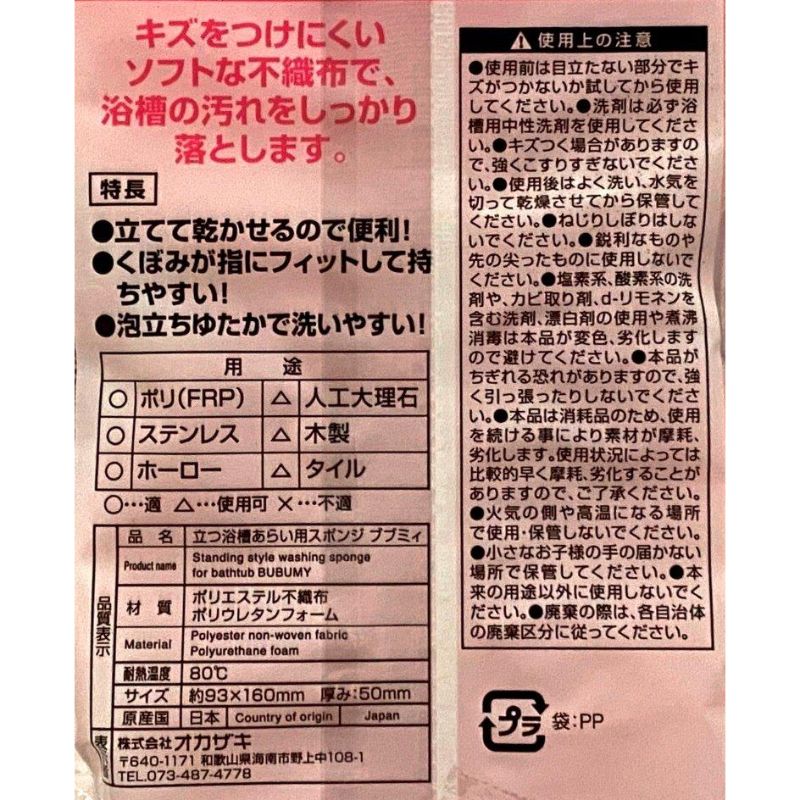 キズをつけにくい
ソフトな不織布で、
浴槽の汚れをしっかり
落とします。
特長
●立てて乾かせるので便利!
●くぼみが指にフィットして持
ちやすい!
●泡立ちゆたかで洗いやすい!
用 途
○ ポリ(FRP) △ 人工大理石
○ ステンレス △ 木製
○ ホーロー △ タイル
○…適 △…使用可 ×…不適
品質表示
品 名 立つ浴槽あらい用スポンジ ブブミィ
Product name Standing style washing sponge
for bathtub BUBUMY
材 質 ポリエステル不織布
ポリウレタンフォーム
Material Polyester non-woven fabric
Polyurethane foam
耐熱温度 80℃
サイズ 約93×160mm 厚み:50mm
原産国 日本 Country of origin Japan
株式会社オカザキ
〒640-1171 和歌山県海南市野上中108-1
TEL.073-487-4778
⚠使用上の注意
●使用前は目立たない部分でキ
ズがつかないか試してから使用
してください。●洗剤は必ず浴
槽用中性洗剤を使用してくださ
い。●キズつく場合がありますの
で、強くこすりすぎないでくださ
い。●使用後はよく洗い、水気を
切って乾燥させてから保管して
ください。●ねじりしぼりはしな
いでください。●鋭利なものや
先の尖ったものに使用しないで
ください。●塩素系、酸素系の洗
剤や、カビ取り剤、d-リモネンを
含む洗剤、漂白剤の使用や煮沸
消毒は本品が変色、劣化します
ので避けてください。●本品が
ちぎれる恐れがありますので、強
く引っ張ったりしないでくださ
い。●本品は消耗品のため、使用
を続ける事により素材が摩耗、
劣化します。使用状況によっては
比較的早く摩耗、劣化することが
ありますので、ご了承ください。
●火気の側や高温になる場所
で使用・保管しないでください。
●小さなお子様の手の届かない
場所で保管してください。●本
来の用途以外に使用しないでく
ださい。●廃棄の際は、各自治体
の廃棄区分に従ってください。
プラ 袋:PP